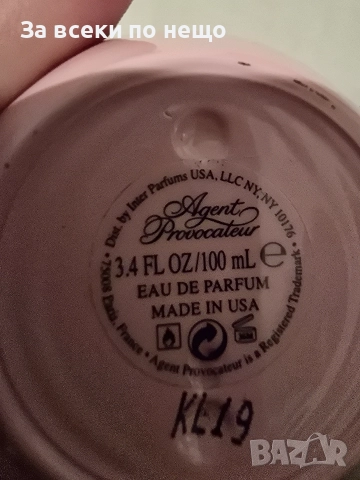 За всеки по нещо
Dist. by Inter Parfums USA, LLC NY, NY 10176
• 75008 Paris, France. • Agent Provocateur is a Registered Trademark •
Agent
Provocateur
3.4 FL OZ/100 mL ℮
EAU DE PARFUM
MADE IN USA
KL19
BAZAR